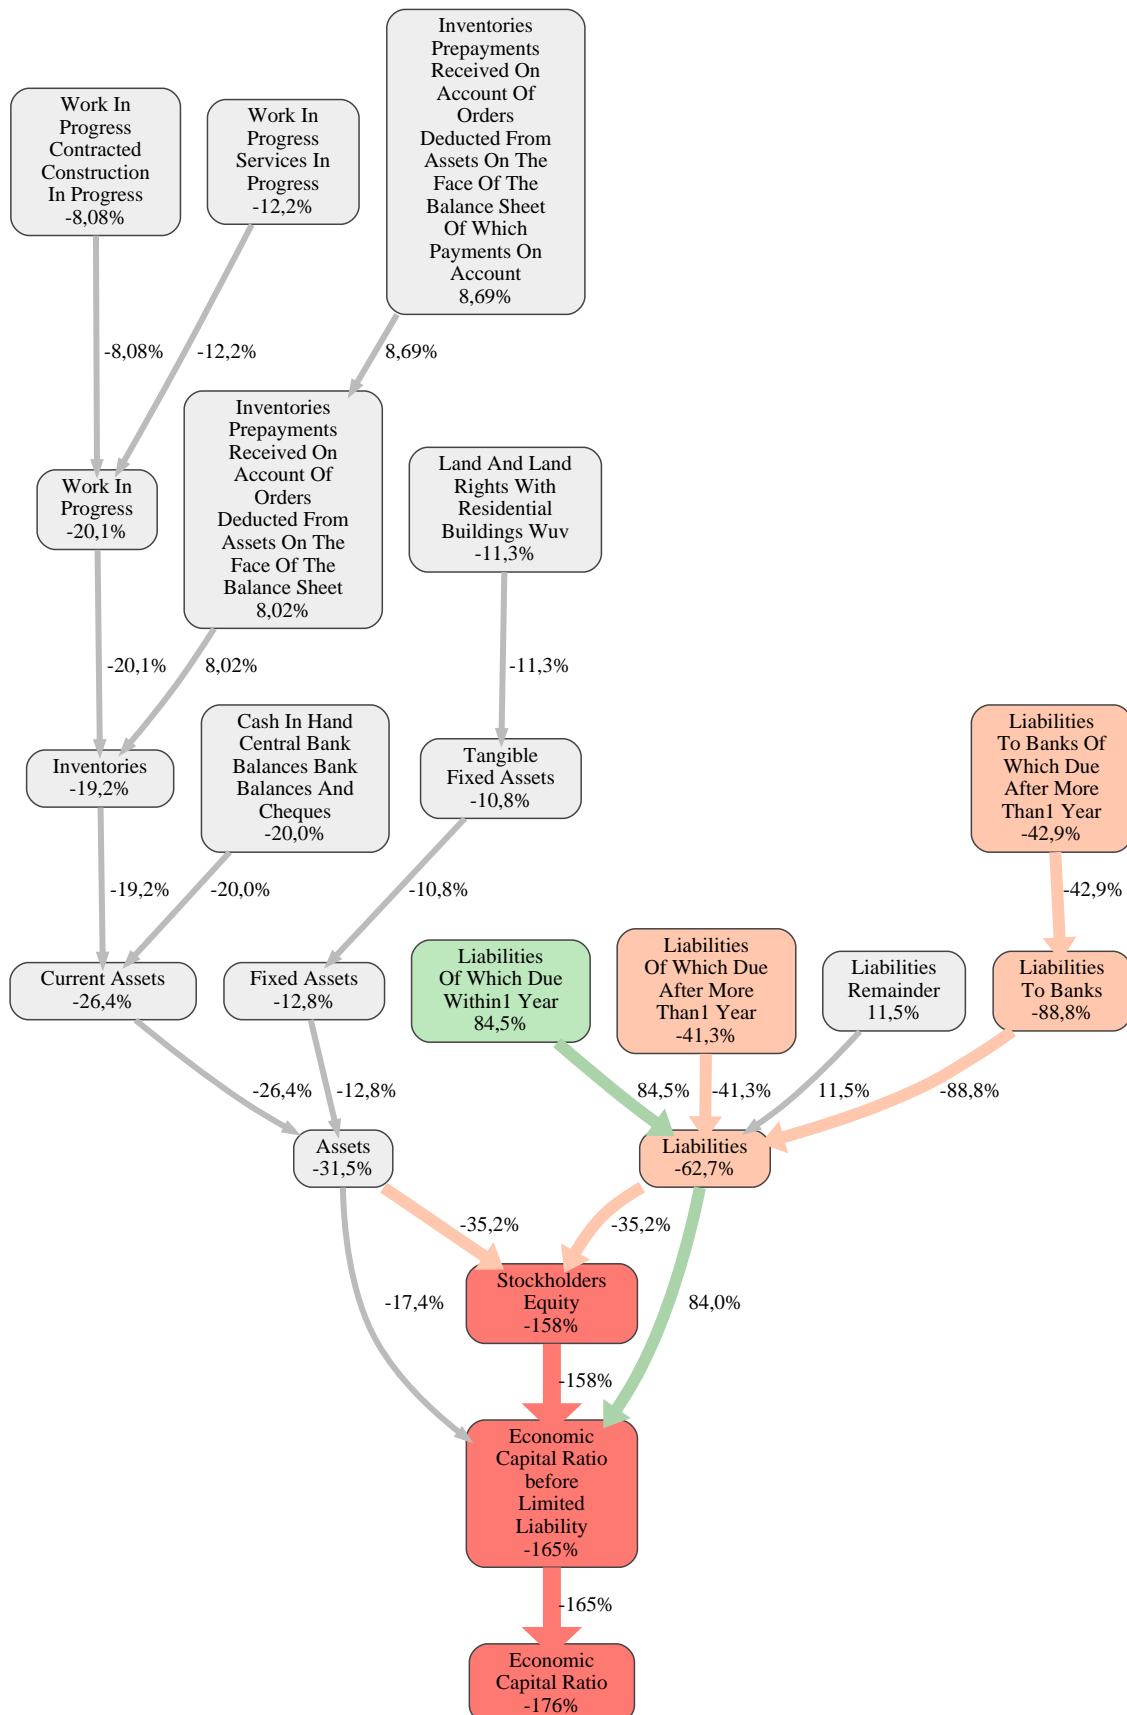 Inventories
Prepayments
Received On
Account Of
Orders
Deducted From
Assets On The
Face Of The
Balance Sheet
Of Which
Payments On
Account
8,69%
Work In
Progress
Contracted
Construction
In Progress
-8,08%
Work In
Progress
Services In
Progress
-12,2%
-8,08%
-12,2%
8,69%
Inventories
Prepayments
Received On
Account Of
Orders
Deducted From
Assets On The
Face Of The
Balance Sheet
8,02%
Land And Land
Rights With
Residential
Buildings Wuv
-11,3%
Work In
Progress
-20,1%
-20,1%
8,02%
-11,3%
Cash In Hand
Central Bank
Balances Bank
Balances And
Cheques
-20,0%
Liabilities
To Banks Of
Which Due
After More
Than1 Year
-42,9%
Inventories
-19,2%
Tangible
Fixed Assets
-10,8%
-19,2%
-20,0%
-10,8%
-42,9%
Current Assets
-26,4%
Fixed Assets
-12,8%
Liabilities
Of Which Due
Within1 Year
84,5%
Liabilities
Of Which Due
After More
Than1 Year
-41,3%
Liabilities
Remainder
11,5%
Liabilities
To Banks
-88,8%
-26,4%
-12,8%
84,5%
-41,3%
11,5%
-88,8%
Assets
-31,5%
Liabilities
-62,7%
-35,2%
-35,2%
Stockholders
Equity
-158%
-17,4%
84,0%
-158%
Economic
Capital Ratio
before
Limited
Liability
-165%
-165%
Economic
Capital Ratio
-176%